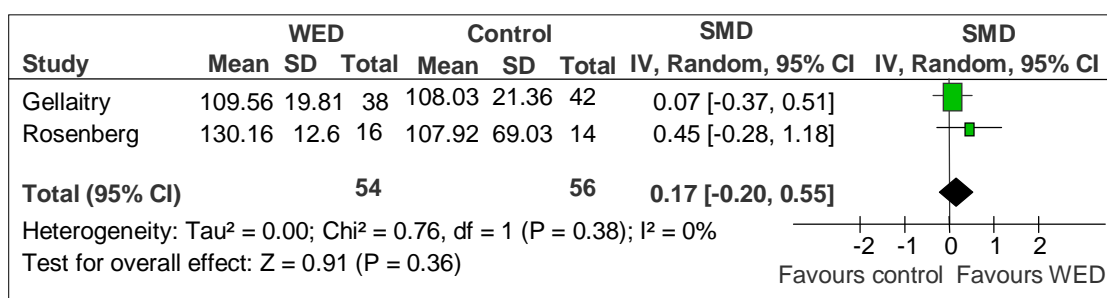 WED Control SMD SMD
Study Mean SD Total Mean SD Total IV, Random, 95% CI IV, Random, 95% CI
Gellaitry 109.56 19.81 38 108.03 21.36 42 0.07 [-0.37, 0.51]
Rosenberg 130.16 12.6 16 107.92 69.03 14 0.45 [-0.28, 1.18]
Total (95% CI) 54 56 0.17 [-0.20, 0.55]
Heterogeneity: Tau² = 0.00; Chi² = 0.76, df = 1 (P = 0.38); I² = 0%
Test for overall effect: Z = 0.91 (P = 0.36)
-2 -1 0 1 2
Favours control Favours WED